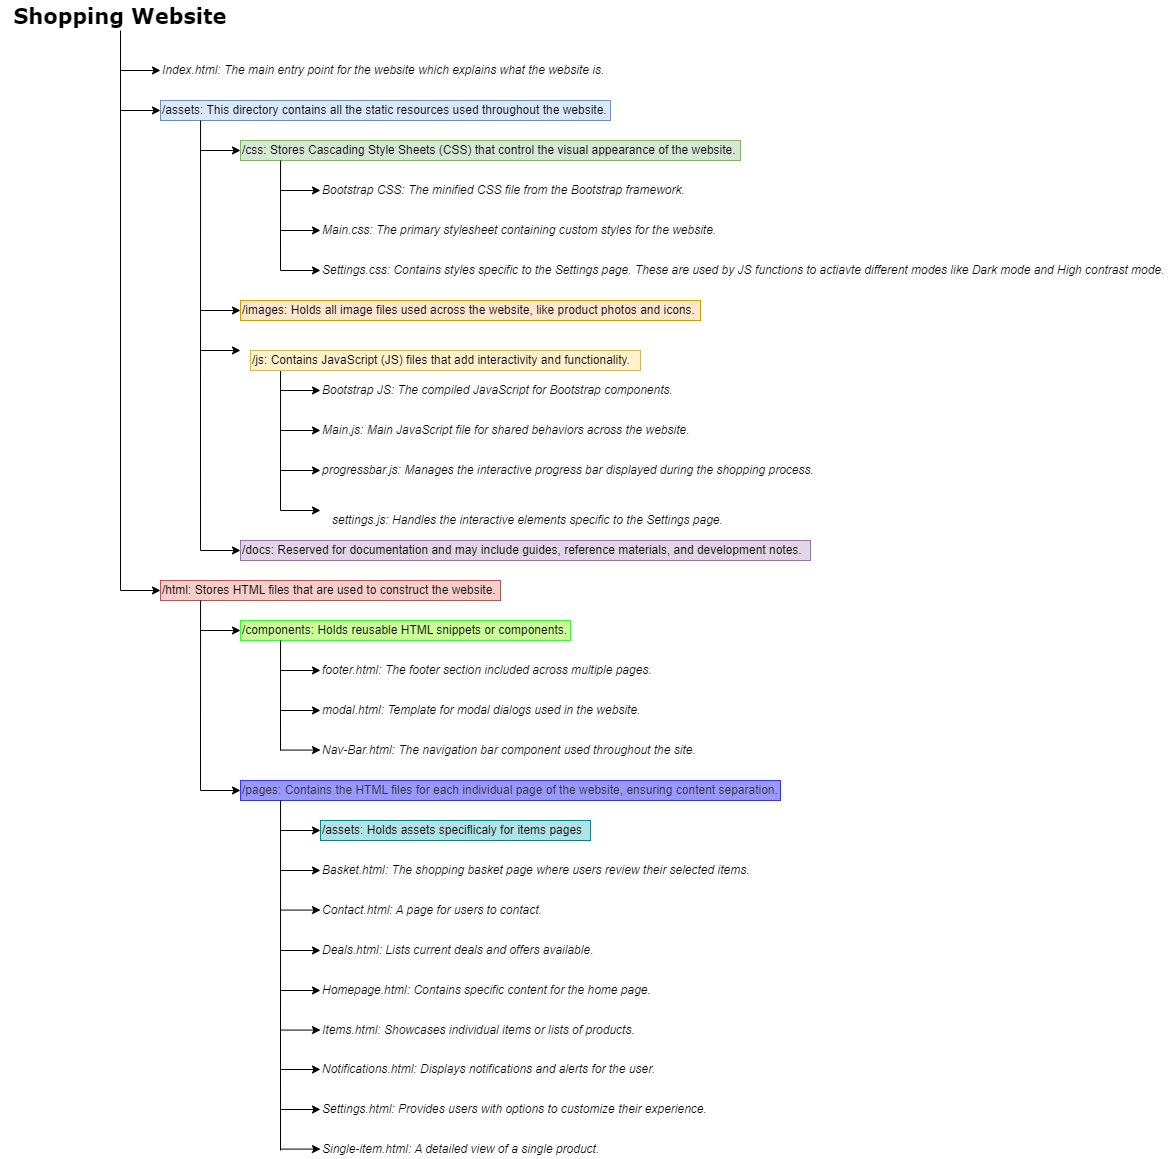 Shopping Website
Index.html: The main entry point for the website which explains what the website is.
/assets: This directory contains all the static resources used throughout the website.
/css: Stores Cascading Style Sheets (CSS) that control the visual appearance of the website.
Bootstrap CSS: The minified CSS file from the Bootstrap framework.
Main.css: The primary stylesheet containing custom styles for the website.
Settings.css: Contains styles specific to the Settings page. These are used by JS functions to actiavte different modes like Dark mode and High contrast mode.
/images: Holds all image files used across the website, like product photos and icons.
/js: Contains JavaScript (JS) files that add interactivity and functionality.
Bootstrap JS: The compiled JavaScript for Bootstrap components.
Main.js: Main JavaScript file for shared behaviors across the website.
progressbar.js: Manages the interactive progress bar displayed during the shopping process.
settings.js: Handles the interactive elements specific to the Settings page.
/docs: Reserved for documentation and may include guides, reference materials, and development notes.
/html: Stores HTML files that are used to construct the website.
/components: Holds reusable HTML snippets or components.
footer.html: The footer section included across multiple pages.
modal.html: Template for modal dialogs used in the website.
Nav-Bar.html: The navigation bar component used throughout the site.
/pages: Contains the HTML files for each individual page of the website, ensuring content separation.
/assets: Holds assets specifilicaly for items pages
Basket.html: The shopping basket page where users review their selected items.
Contact.html: A page for users to contact.
Deals.html: Lists current deals and offers available.
Homepage.html: Contains specific content for the home page.
Items.html: Showcases individual items or lists of products.
Notifications.html: Displays notifications and alerts for the user.
Settings.html: Provides users with options to customize their experience.
Single-item.html: A detailed view of a single product.